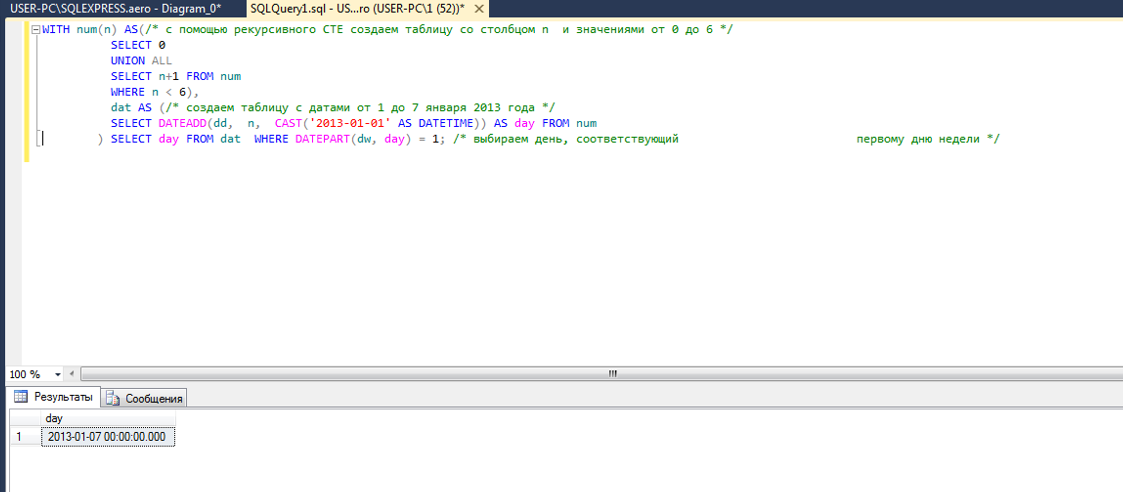 USER-PC\SQLEXPRESS.aero - Diagram_0*
SQLQuery1.sql - US...ro (USER-PC\1 (52))*
WITH num(n) AS(/* с помощью рекурсивного CTE создаем таблицу со столбцом n  и значениями от 0 до 6 */
SELECT 0
UNION ALL
SELECT n+1 FROM num
WHERE n < 6),
dat AS (/* создаем таблицу с датами от 1 до 7 января 2013 года */
SELECT DATEADD(dd,  n,  CAST('2013-01-01' AS DATETIME)) AS day FROM num
) SELECT day FROM dat  WHERE DATEPART(dw, day) = 1; /* выбираем день, соответствующий                          первому дню недели */
100 %
Результаты Сообщения
day
1 2013-01-07 00:00:00.000